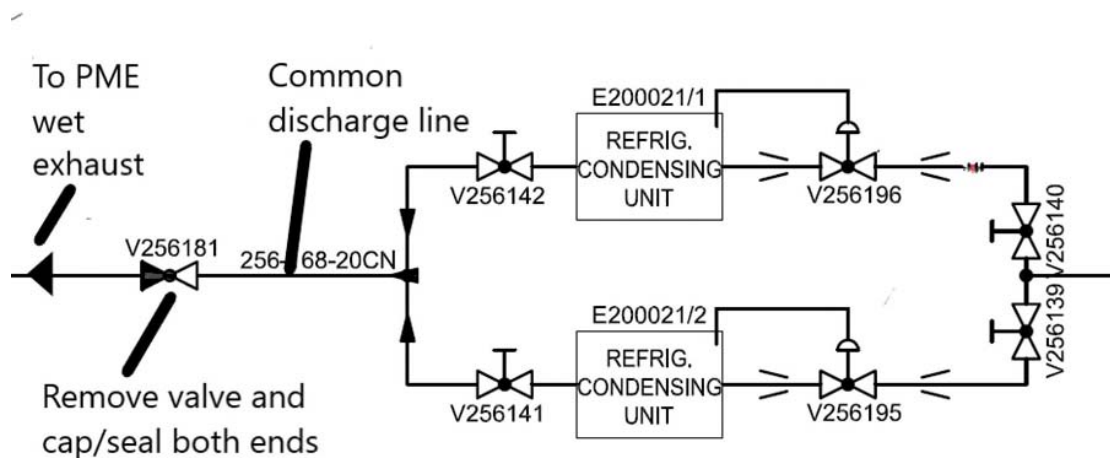 To PME
wet
exhaust
Common
discharge line
E200021/1
REFRIG.
CONDENSING
UNIT
V256142
V256196
V256140
V256181
E200021/2
REFRIG.
CONDENSING
UNIT
V256139
V256141
V256195
Remove valve and
cap/seal both ends